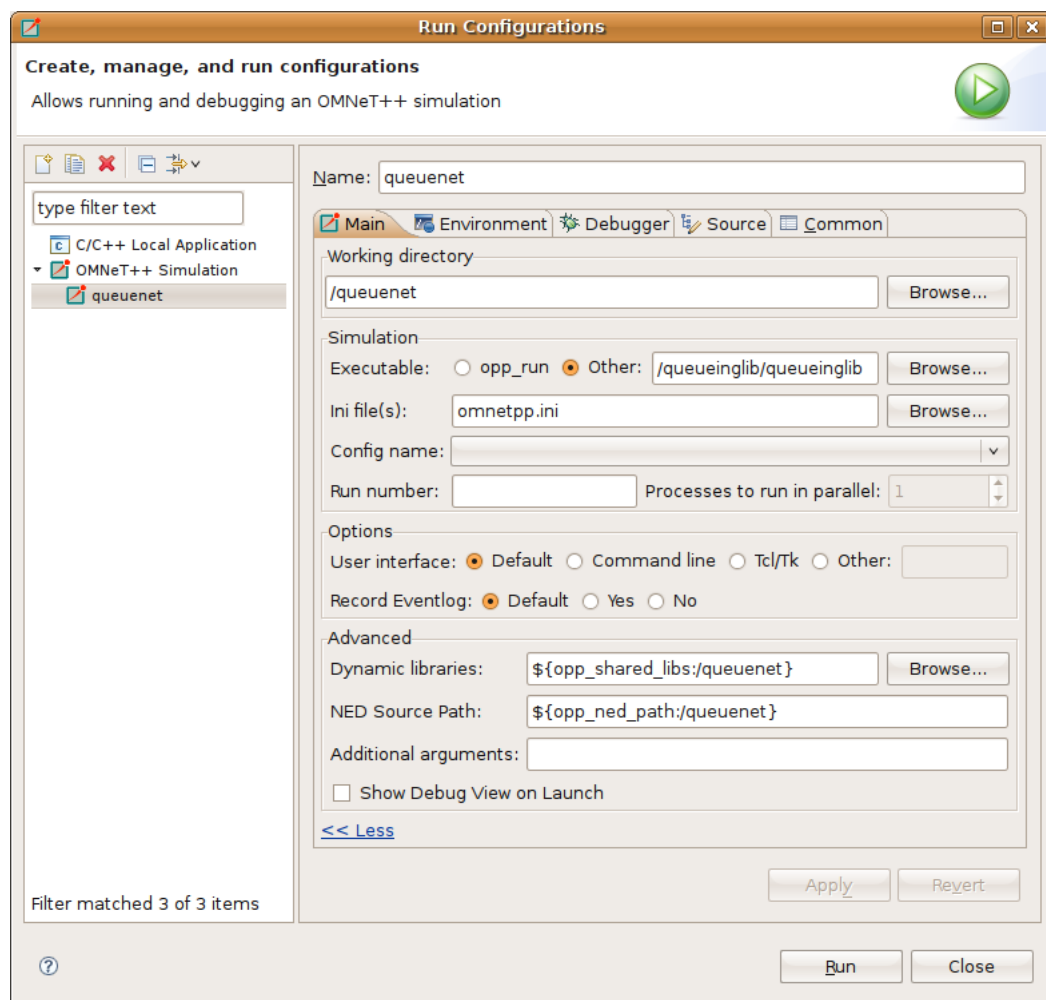 Run Configurations
Create, manage, and run configurations
Allows running and debugging an OMNeT++ simulation
type filter text
C/C++ Local Application
OMNeT++ Simulation
queuenet
Filter matched 3 of 3 items
Name: queuenet
Main Environment Debugger Source Common
Working directory
/queuenet Browse...
Simulation
Executable: opp_run Other: /queueinglib/queueinglib Browse...
Ini file(s): omnetpp.ini Browse...
Config name:
Run number: Processes to run in parallel: 1
Options
User interface: Default Command line Tcl/Tk Other:
Record Eventlog: Default Yes No
Advanced
Dynamic libraries: ${opp_shared_libs:/queuenet} Browse...
NED Source Path: ${opp_ned_path:/queuenet}
Additional arguments:
Show Debug View on Launch
<< Less
Apply Revert
Run Close